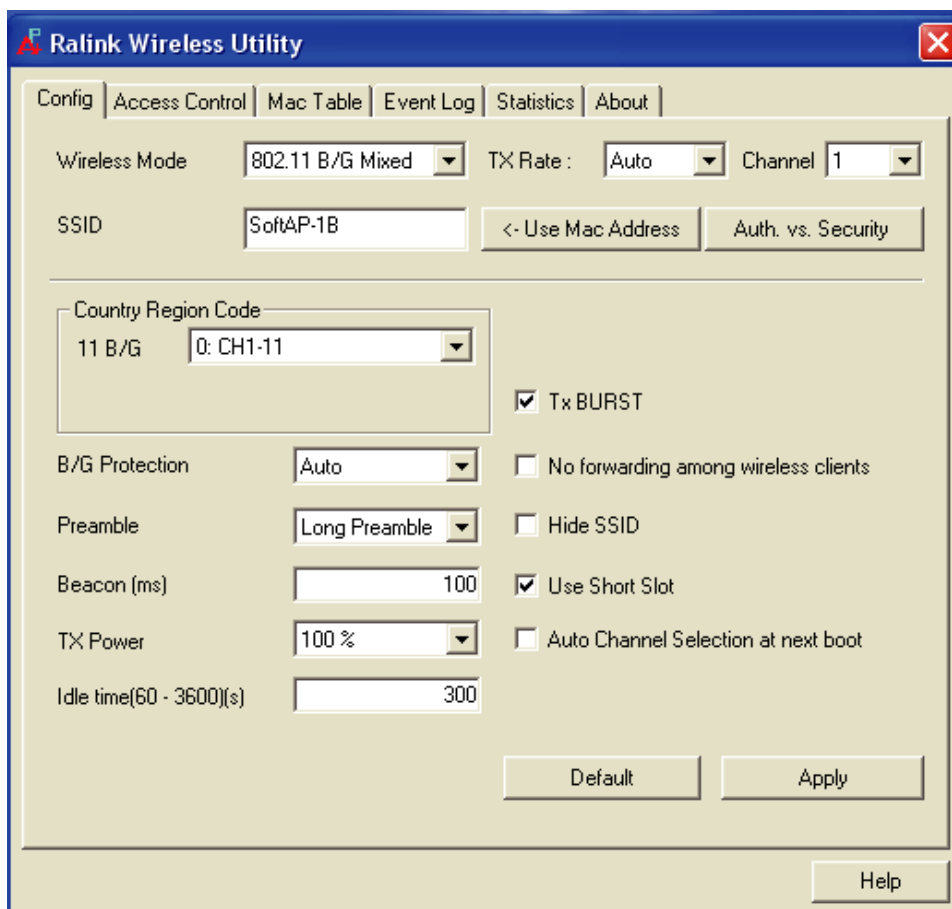 Ralink Wireless Utility
Config Access Control Mac Table Event Log Statistics About
Wireless Mode 802.11 B/G Mixed TX Rate : Auto Channel 1
SSID SoftAP-1B <- Use Mac Address Auth. vs. Security
Country Region Code
11 B/G 0: CH1-11
Tx BURST
B/G Protection Auto No forwarding among wireless clients
Preamble Long Preamble Hide SSID
Beacon (ms) 100 Use Short Slot
TX Power 100 % Auto Channel Selection at next boot
Idle time(60 - 3600)(s) 300
Default Apply
Help